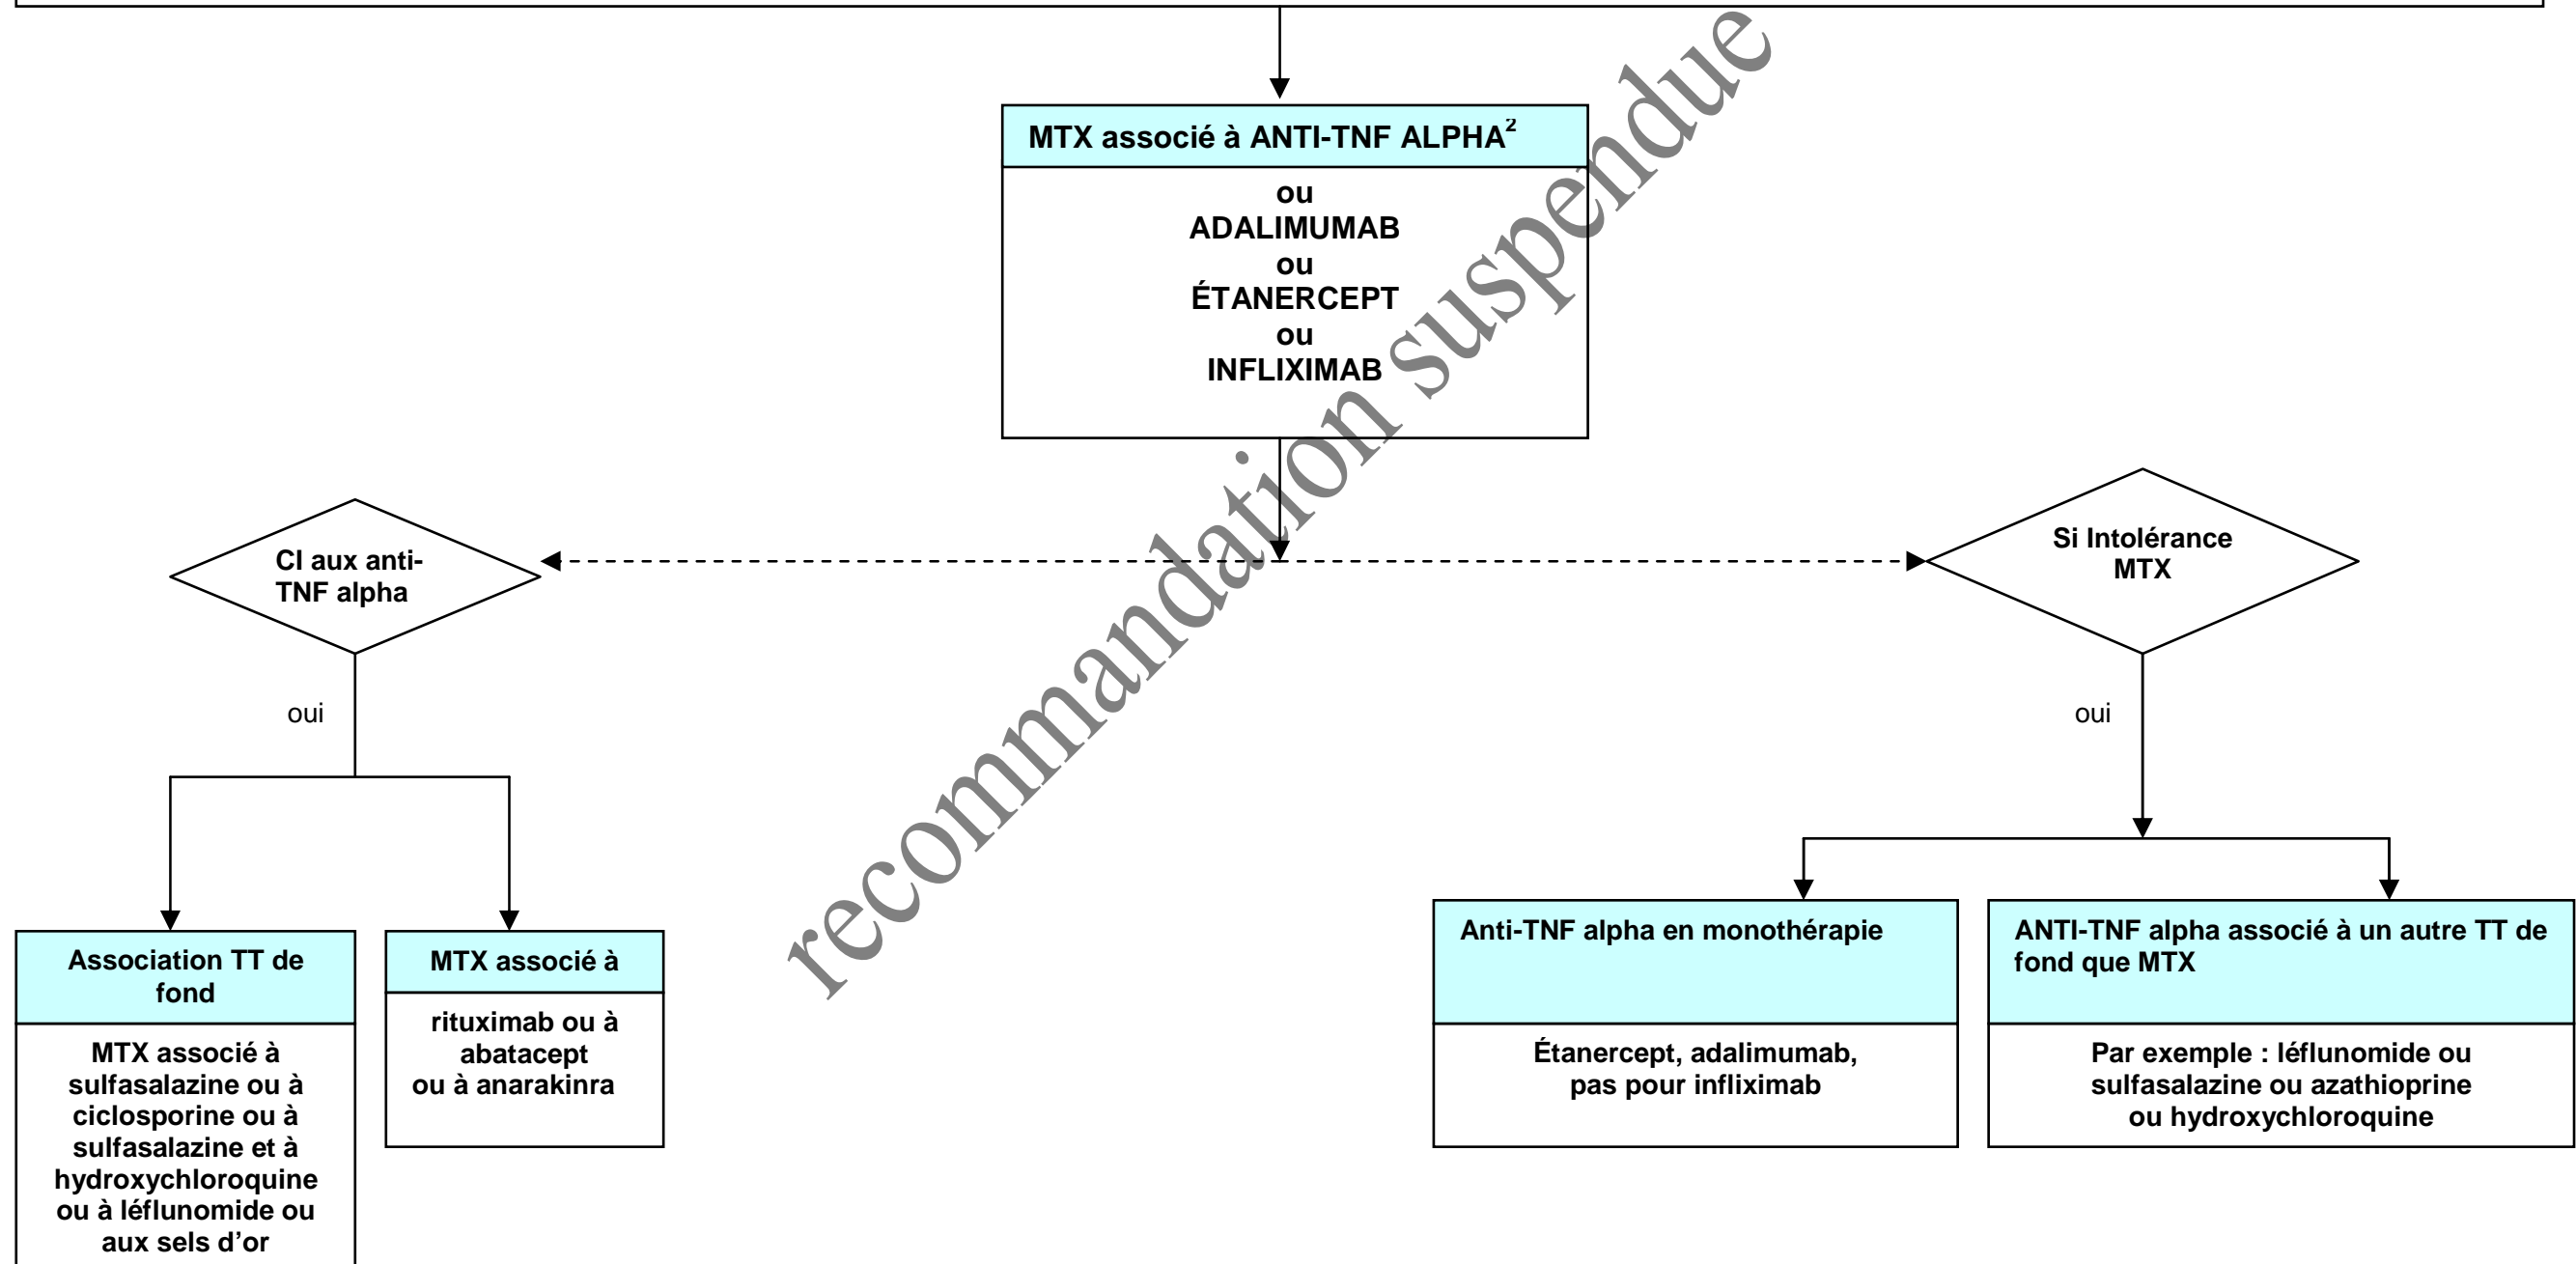 MTX associé à ANTI-TNF ALPHA²
ou
ADALIMUMAB
ou
ÉTANERCEPT
ou
INFLIXIMAB
recommandation suspendue
CI aux anti-
TNF alpha
Si Intolérance
MTX
oui
oui
Association TT de
fond
MTX associé à
sulfasalazine ou à
ciclosporine ou à
sulfasalazine et à
hydroxychloroquine
ou à léflunomide ou
aux sels d’or
MTX associé à
rituximab ou à
abatacept
ou à anarakinra
Anti-TNF alpha en monothérapie
Étanercept, adalimumab,
pas pour infliximab
ANTI-TNF alpha associé à un autre TT de
fond que MTX
Par exemple : léflunomide ou
sulfasalazine ou azathioprine
ou hydroxychloroquine